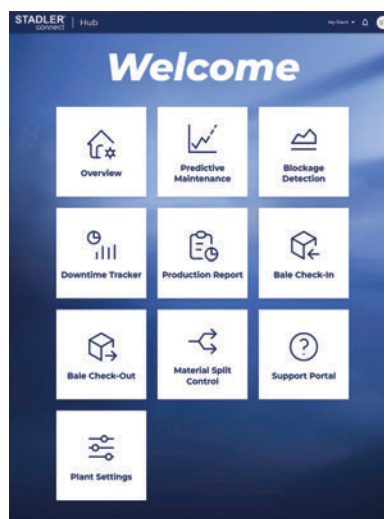 STADLER
connect | Hub
My Plant
Welcome
Overview
Predictive
Maintenance
Blockage
Detection
Downtime Tracker
Production Report
Bale Check-In
Bale Check-Out
Material Split
Control
Support Portal
Plant Settings